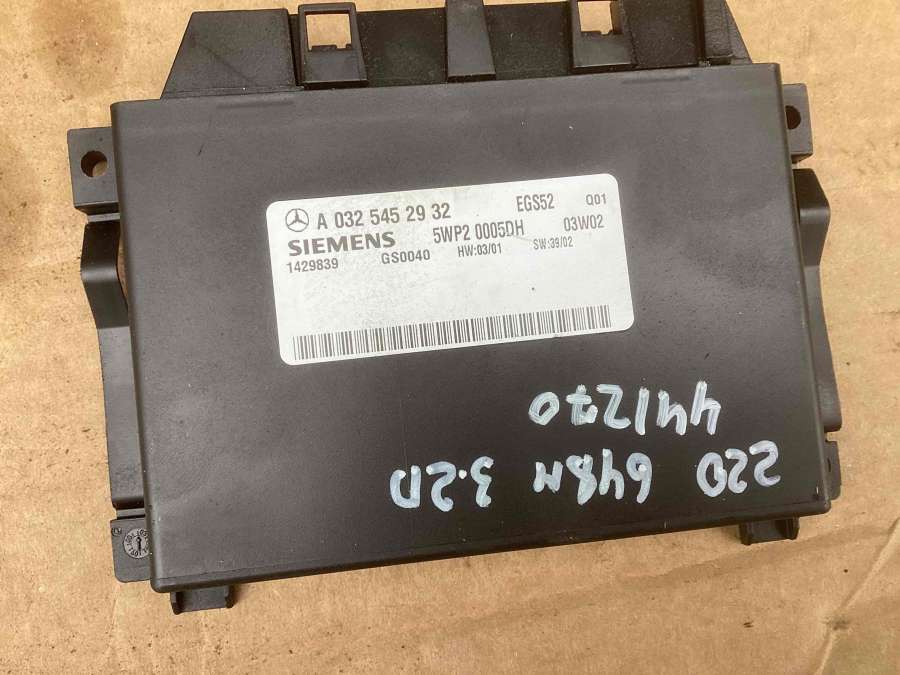 A 032 545 29 32 EGS52 Q01
SIEMENS 5WP2 0005DH 03W02
1429839 GS0040 HW:03/01 SW:39/02
220 648M 3.2D
441270